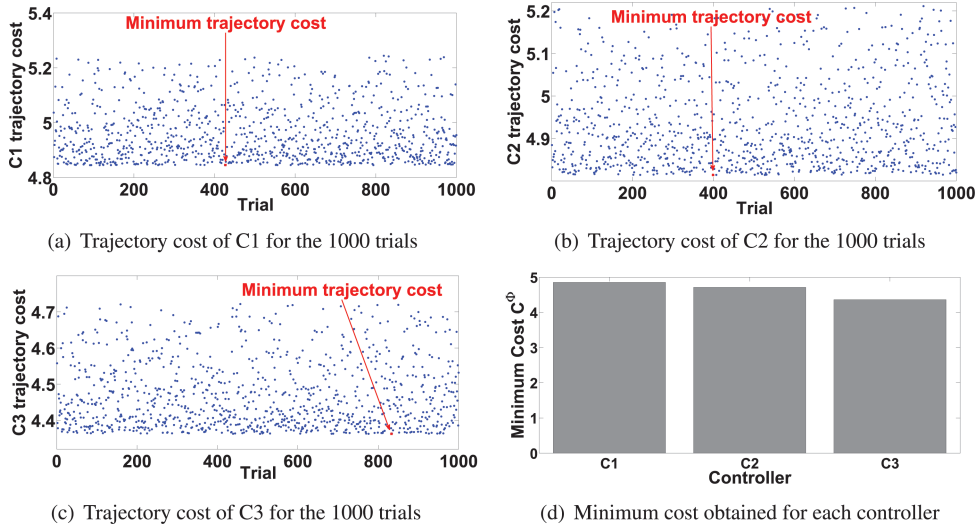 Minimum trajectory cost
5.4
5.2
5
4.8
C1 trajectory cost
0 200 400 600 800 1000
Trial
(a) Trajectory cost of C1 for the 1000 trials
Minimum trajectory cost
5.2
5.1
5
4.9
C2 trajectory cost
0 200 400 600 800 1000
Trial
(b) Trajectory cost of C2 for the 1000 trials
Minimum trajectory cost
4.7
4.6
4.5
4.4
C3 trajectory cost
0 200 400 600 800 1000
Trial
(c) Trajectory cost of C3 for the 1000 trials
5
4
3
2
1
0
Minimum Cost C^Φ
C1 C2 C3
Controller
(d) Minimum cost obtained for each controller